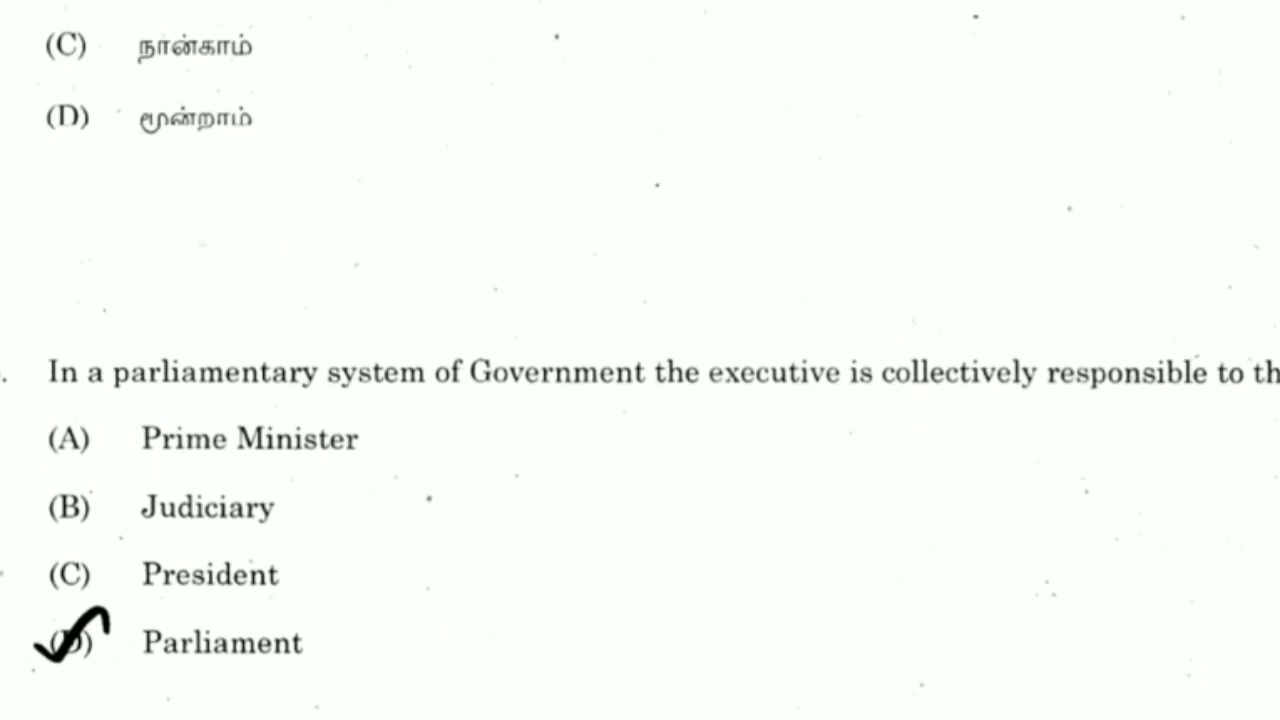 (C) நான்காம்
(D) மூன்றாம்
In a parliamentary system of Government the executive is collectively responsible to th
(A) Prime Minister
(B) Judiciary
(C) President
(D) Parliament